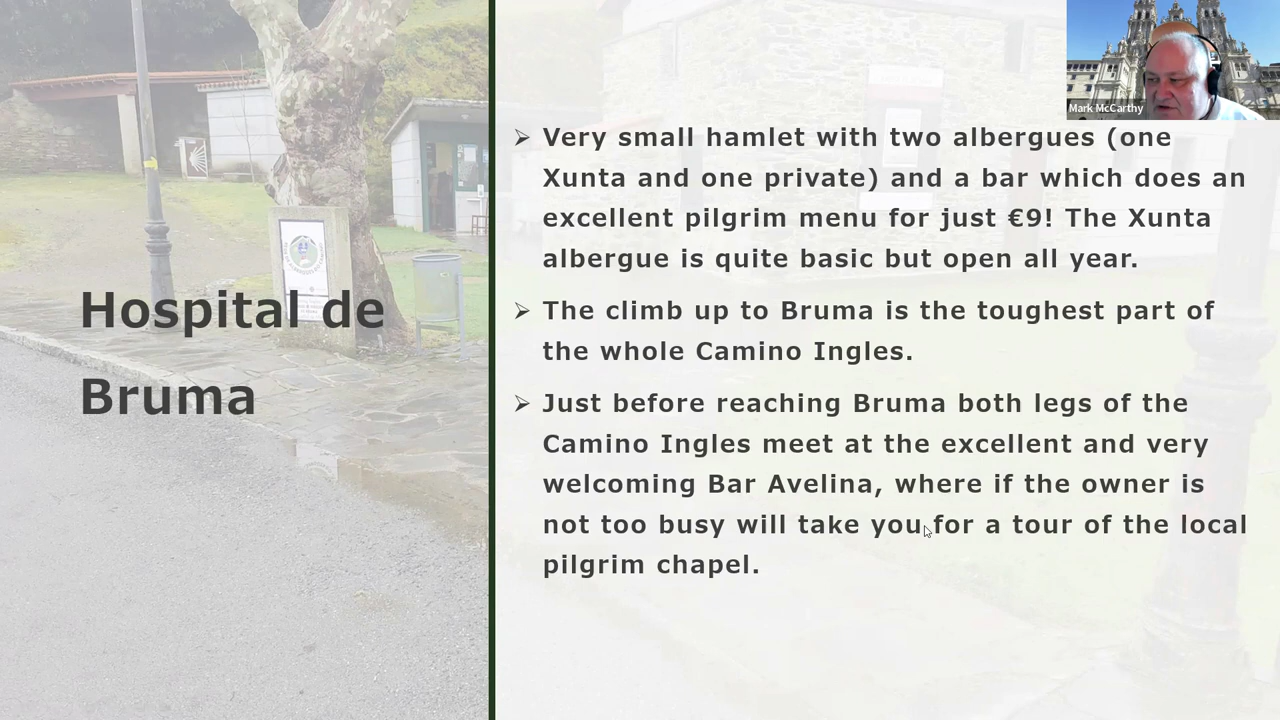 Mark McCarthy
Hospital de
Bruma
➢ Very small hamlet with two albergues (one
Xunta and one private) and a bar which does an
excellent pilgrim menu for just €9! The Xunta
albergue is quite basic but open all year.
➢ The climb up to Bruma is the toughest part of
the whole Camino Ingles.
➢ Just before reaching Bruma both legs of the
Camino Ingles meet at the excellent and very
welcoming Bar Avelina, where if the owner is
not too busy will take you for a tour of the local
pilgrim chapel.